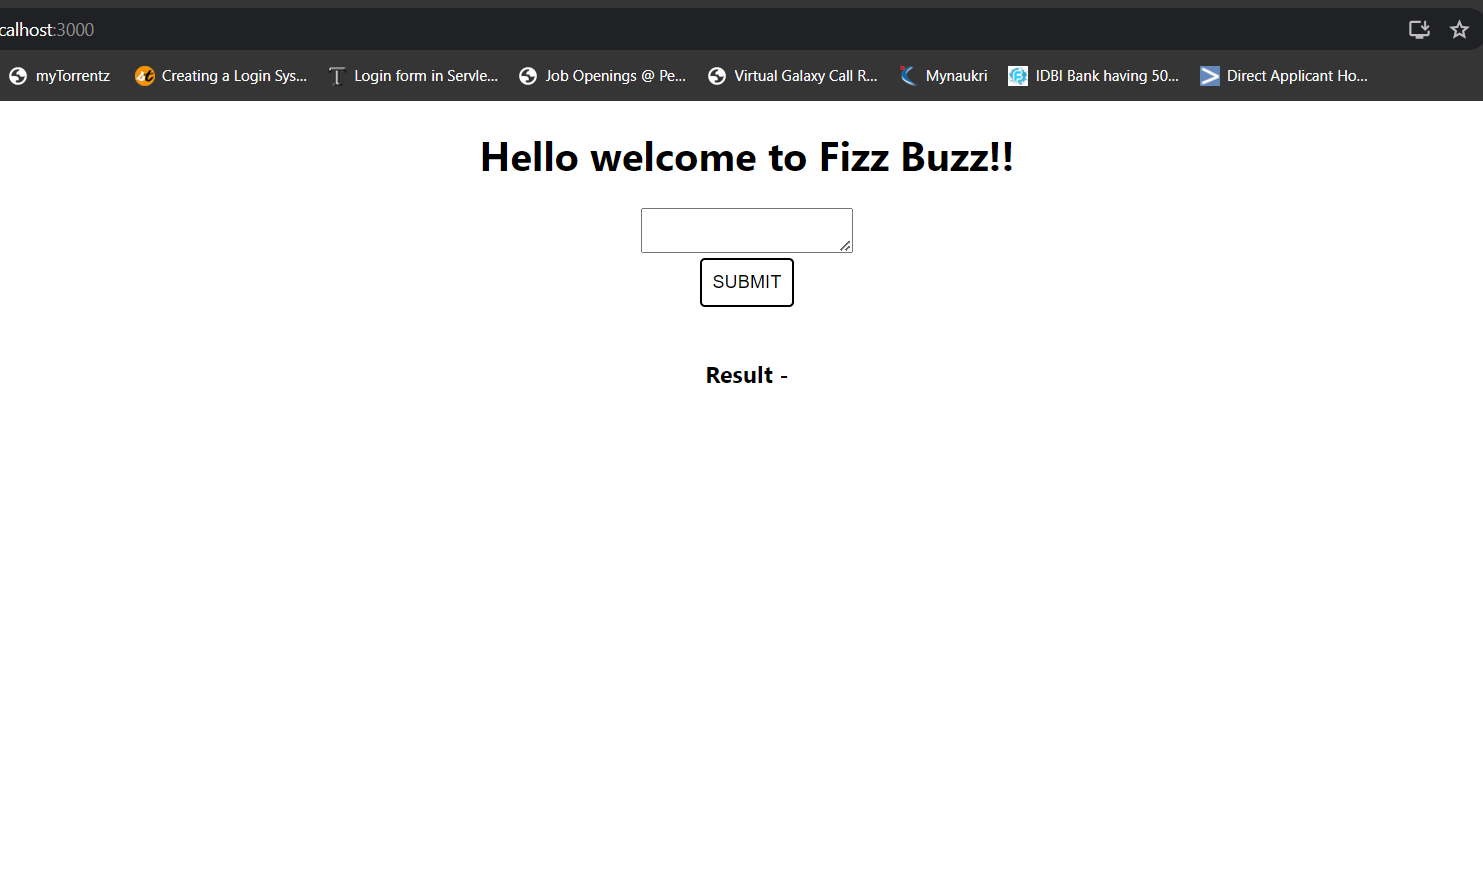 calhost:3000
myTorrentz Creating a Login Sys... Login form in Servle... Job Openings @ Pe... Virtual Galaxy Call R... Mynaukri IDBI Bank having 50... Direct Applicant Ho...
Hello welcome to Fizz Buzz!!
SUBMIT
Result -